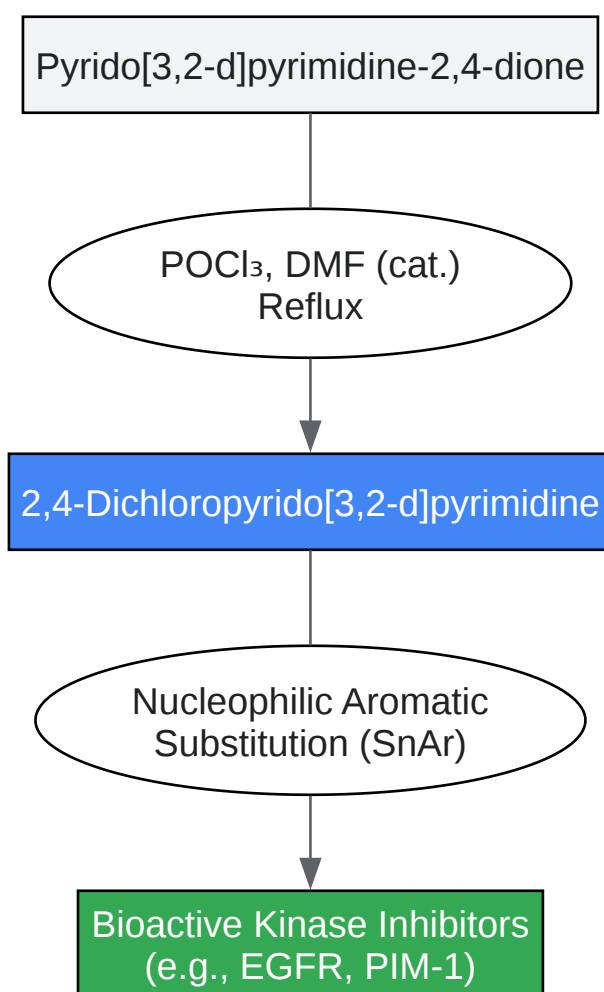 Pyrido[3,2-d]pyrimidine-2,4-dione
POCl₃, DMF (cat.)
Reflux
2,4-Dichloropyrido[3,2-d]pyrimidine
Nucleophilic Aromatic
Substitution (SnAr)
Bioactive Kinase Inhibitors
(e.g., EGFR, PIM-1)